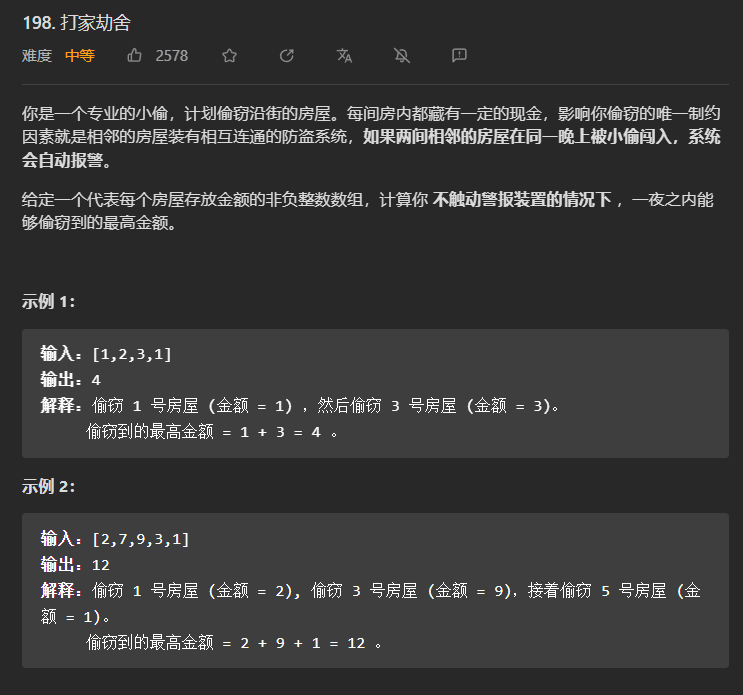 198. 打家劫舍
难度 中等 2578
你是一个专业的小偷，计划偷窃沿街的房屋。每间房内都藏有一定的现金，影响你偷窃的唯一制约
因素就是相邻的房屋装有相互连通的防盗系统，如果两间相邻的房屋在同一晚上被小偷闯入，系统
会自动报警。
给定一个代表每个房屋存放金额的非负整数数组，计算你 不触动警报装置的情况下 ，一夜之内能
够偷窃到的最高金额。
示例 1：
输入：[1,2,3,1]
输出：4
解释：偷窃 1 号房屋 (金额 = 1) ，然后偷窃 3 号房屋 (金额 = 3)。
偷窃到的最高金额 = 1 + 3 = 4 。
示例 2：
输入：[2,7,9,3,1]
输出：12
解释：偷窃 1 号房屋 (金额 = 2), 偷窃 3 号房屋 (金额 = 9)，接着偷窃 5 号房屋 (金
额 = 1)。
偷窃到的最高金额 = 2 + 9 + 1 = 12 。